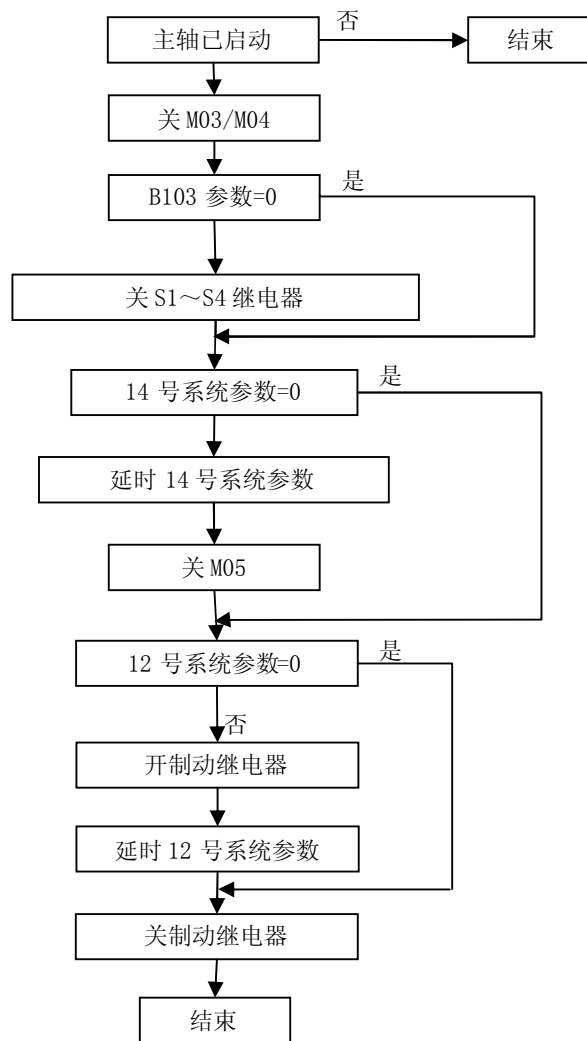 主轴已启动
否
结束
关 M03/M04
B103 参数=0
是
关 S1～S4 继电器
14 号系统参数=0
是
延时 14 号系统参数
关 M05
12 号系统参数=0
是
否
开制动继电器
延时 12 号系统参数
关制动继电器
结束